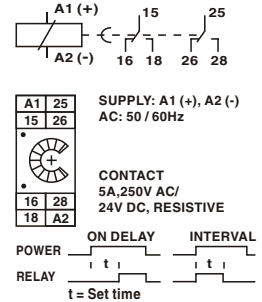 A1 (+)
15
25
A2 (-)
16 18 26 28
A1 25
15 26
SUPPLY: A1 (+), A2 (-)
AC: 50 / 60Hz
+
CONTACT
5A,250V AC/
24V DC, RESISTIVE
16 28
18 A2
ON DELAY INTERVAL
POWER
t t
RELAY
t = Set time